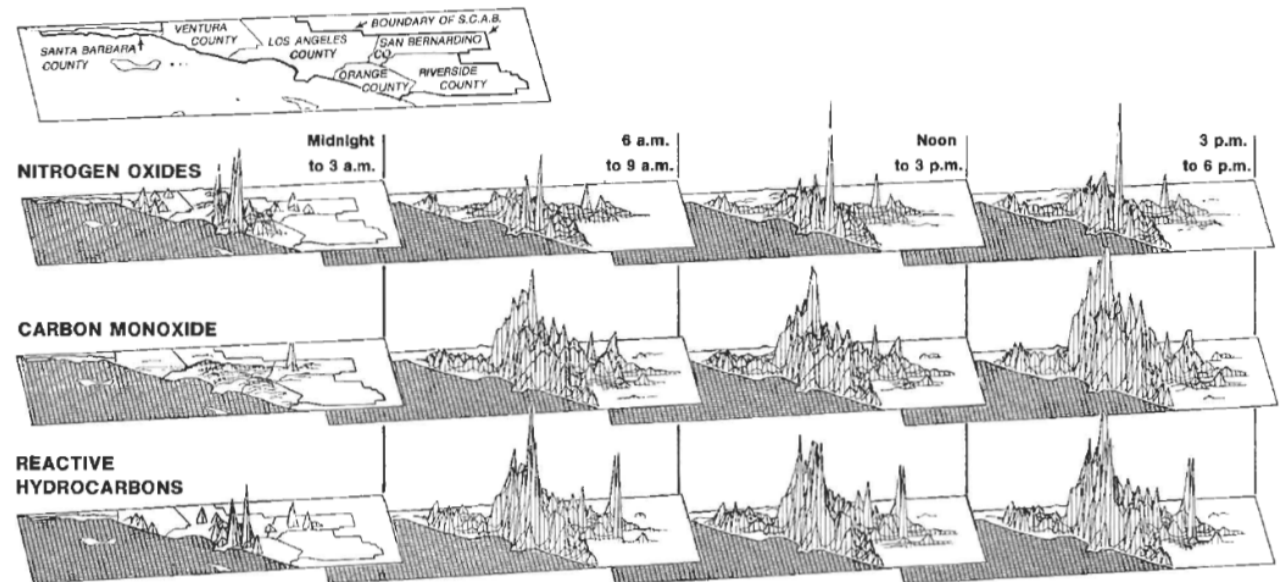 BOUNDARY OF S.C.A.B.
VENTURA
COUNTY
LOS ANGELES
COUNTY
SAN BERNARDINO
CO.
SANTA BARBARA
COUNTY
ORANGE
COUNTY
RIVERSIDE
COUNTY
Midnight
to 3 a.m.
6 a.m.
to 9 a.m.
Noon
to 3 p.m.
3 p.m.
to 6 p.m.
NITROGEN OXIDES
CARBON MONOXIDE
REACTIVE
HYDROCARBONS